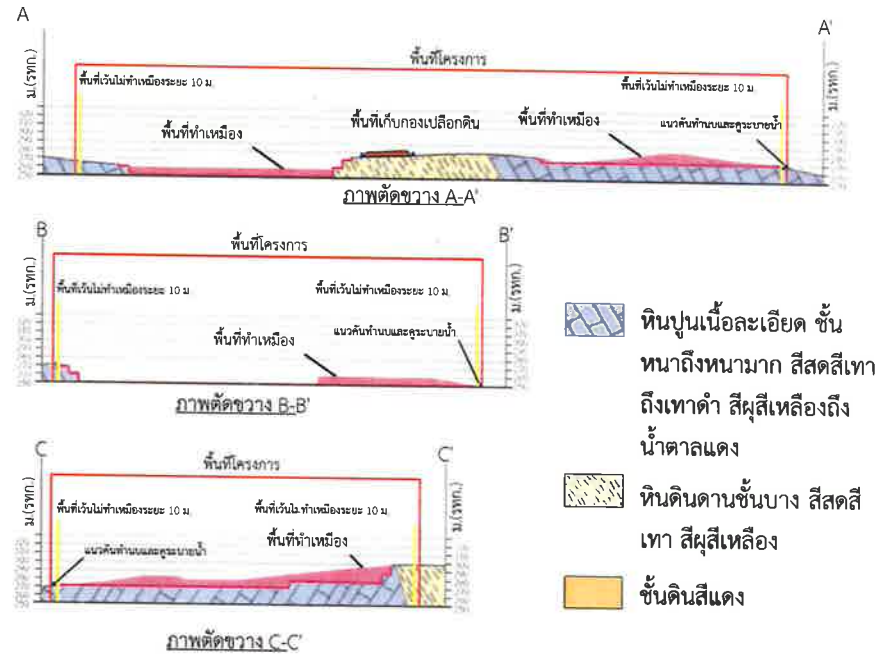 A
A'
พื้นที่โครงการ
ม.(รทก.)
ม.(รทก.)
พื้นที่เว้นไม่ทำเหมืองระยะ 10 ม.
พื้นที่เว้นไม่ทำเหมืองระยะ 10 ม.
พื้นที่ทำเหมือง
พื้นที่เก็บกองเปลือกดิน
พื้นที่ทำเหมือง
แนวคันทำนบและคูระบายน้ำ
ภาพตัดขวาง A-A'
B
B'
พื้นที่โครงการ
ม.(รทก.)
ม.(รทก.)
พื้นที่เว้นไม่ทำเหมืองระยะ 10 ม.
พื้นที่เว้นไม่ทำเหมืองระยะ 10 ม.
พื้นที่ทำเหมือง
แนวคันทำนบและคูระบายน้ำ
ภาพตัดขวาง B-B'
C
C'
พื้นที่โครงการ
ม.(รทก.)
ม.(รทก.)
พื้นที่เว้นไม่ทำเหมืองระยะ 10 ม.
พื้นที่เว้นไม่ทำเหมืองระยะ 10 ม.
แนวคันทำนบและคูระบายน้ำ
พื้นที่ทำเหมือง
ภาพตัดขวาง C-C'
หินปูนเนื้อละเอียด ชั้น
หนาถึงหนามาก สีสดสีเทา
ถึงเทาดำ สีผุสีเหลืองถึง
น้ำตาลแดง
หินดินดานชั้นบาง สีสดสี
เทา สีผุสีเหลือง
ชั้นดินสีแดง